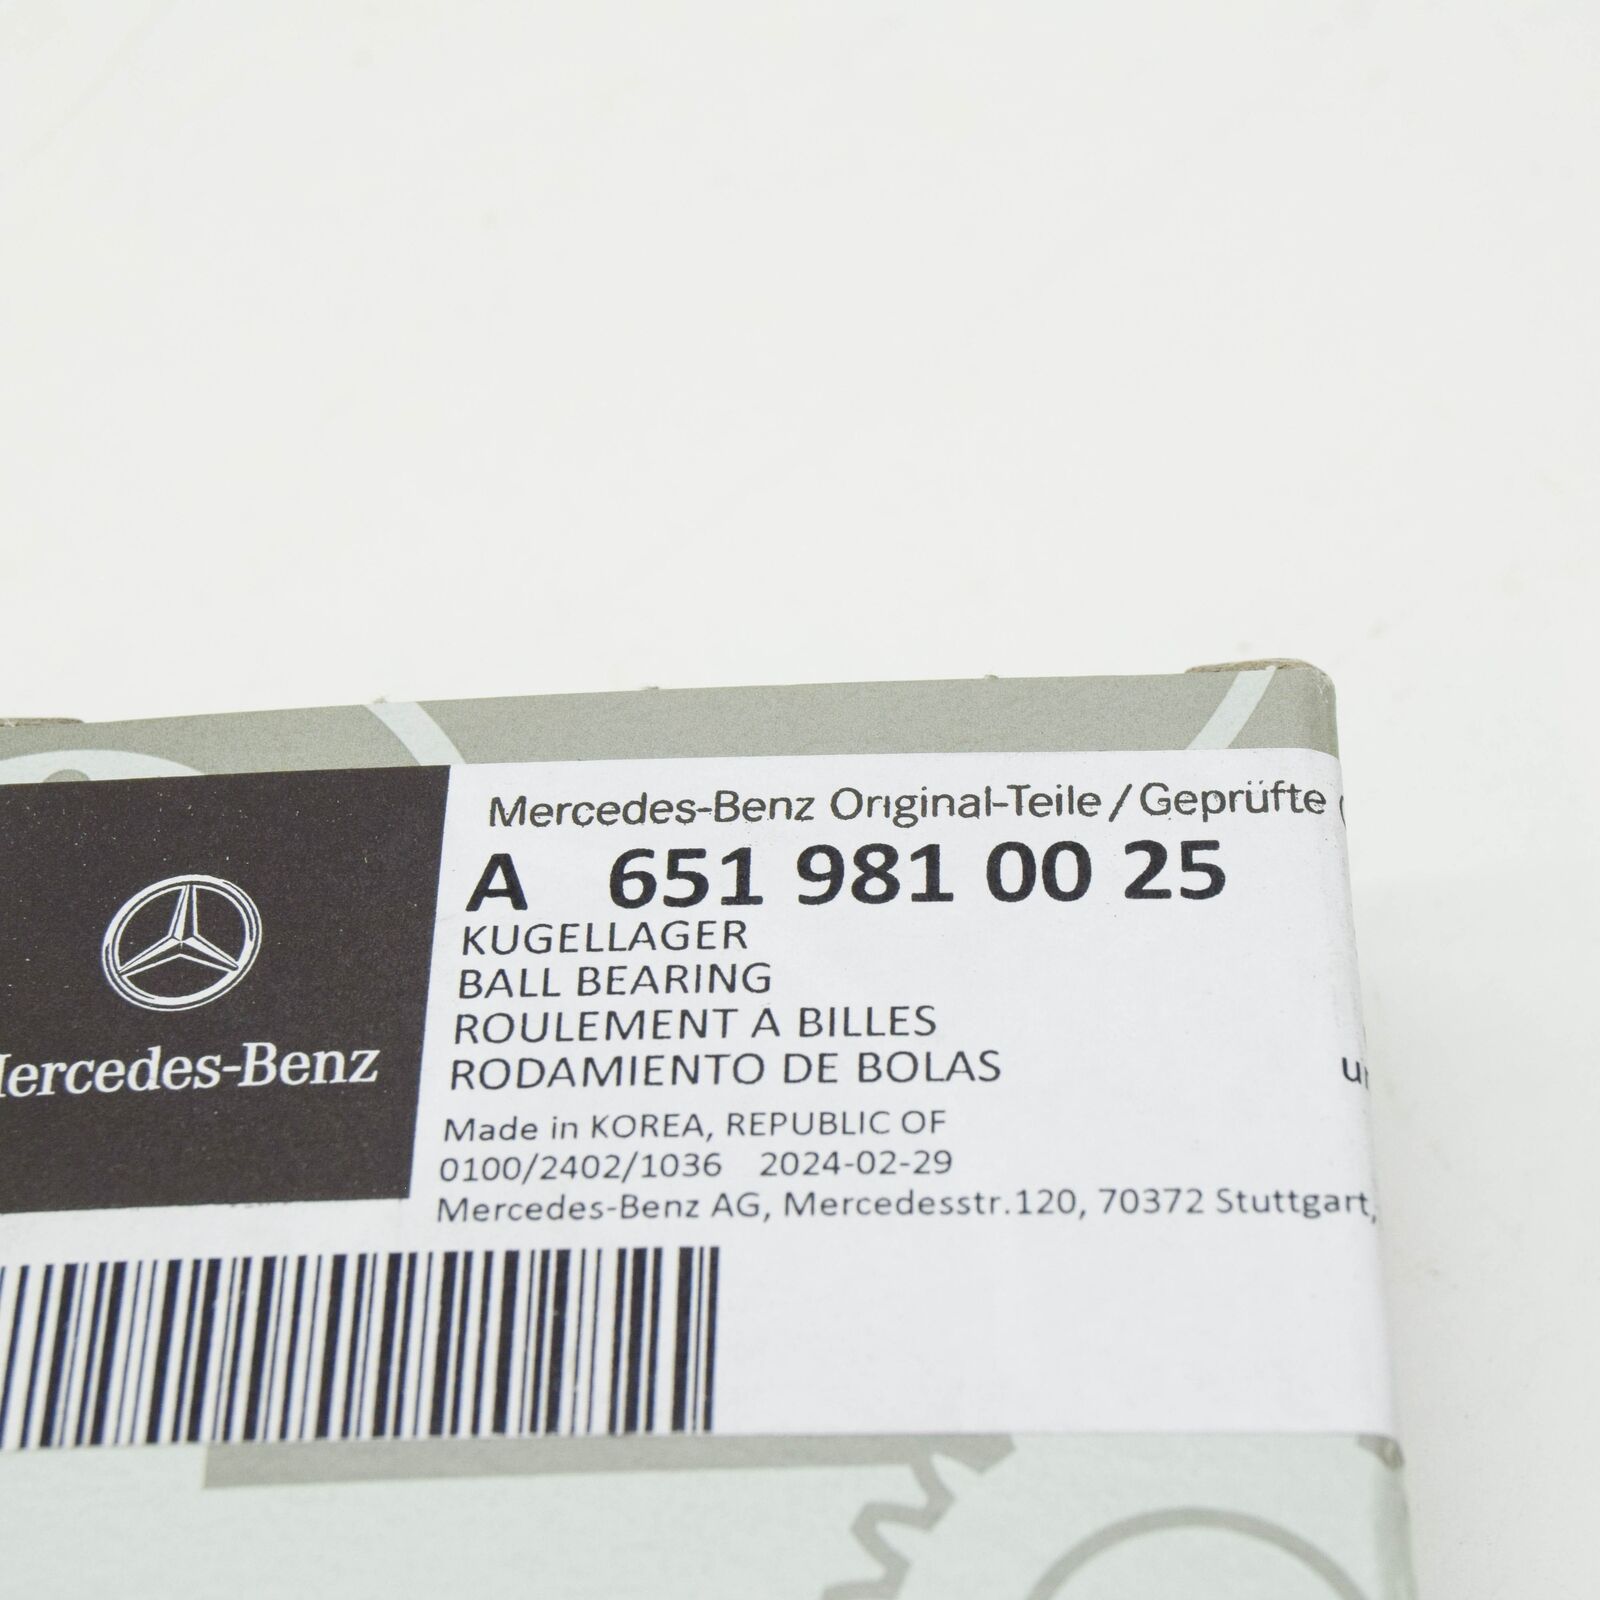 Mercedes-Benz Original-Teile / Geprüfte
A 651 981 00 25
KUGELLAGER
BALL BEARING
ROULEMENT A BILLES
RODAMIENTO DE BOLAS
Made in KOREA, REPUBLIC OF
0100/2402/1036 2024-02-29
Mercedes-Benz AG, Mercedesstr.120, 70372 Stuttgart,
Mercedes-Benz